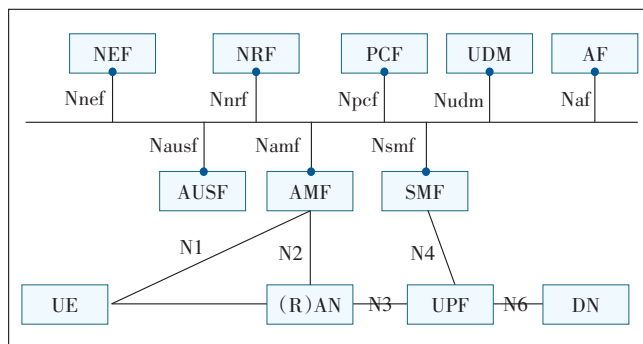 NEF NRF PCF UDM AF
Nnef Nnrf Npcf Nudm Naf
Nausf Namf Nsmf
AUSF AMF SMF
N1 N2 N4
UE (R)AN N3 UPF N6 DN